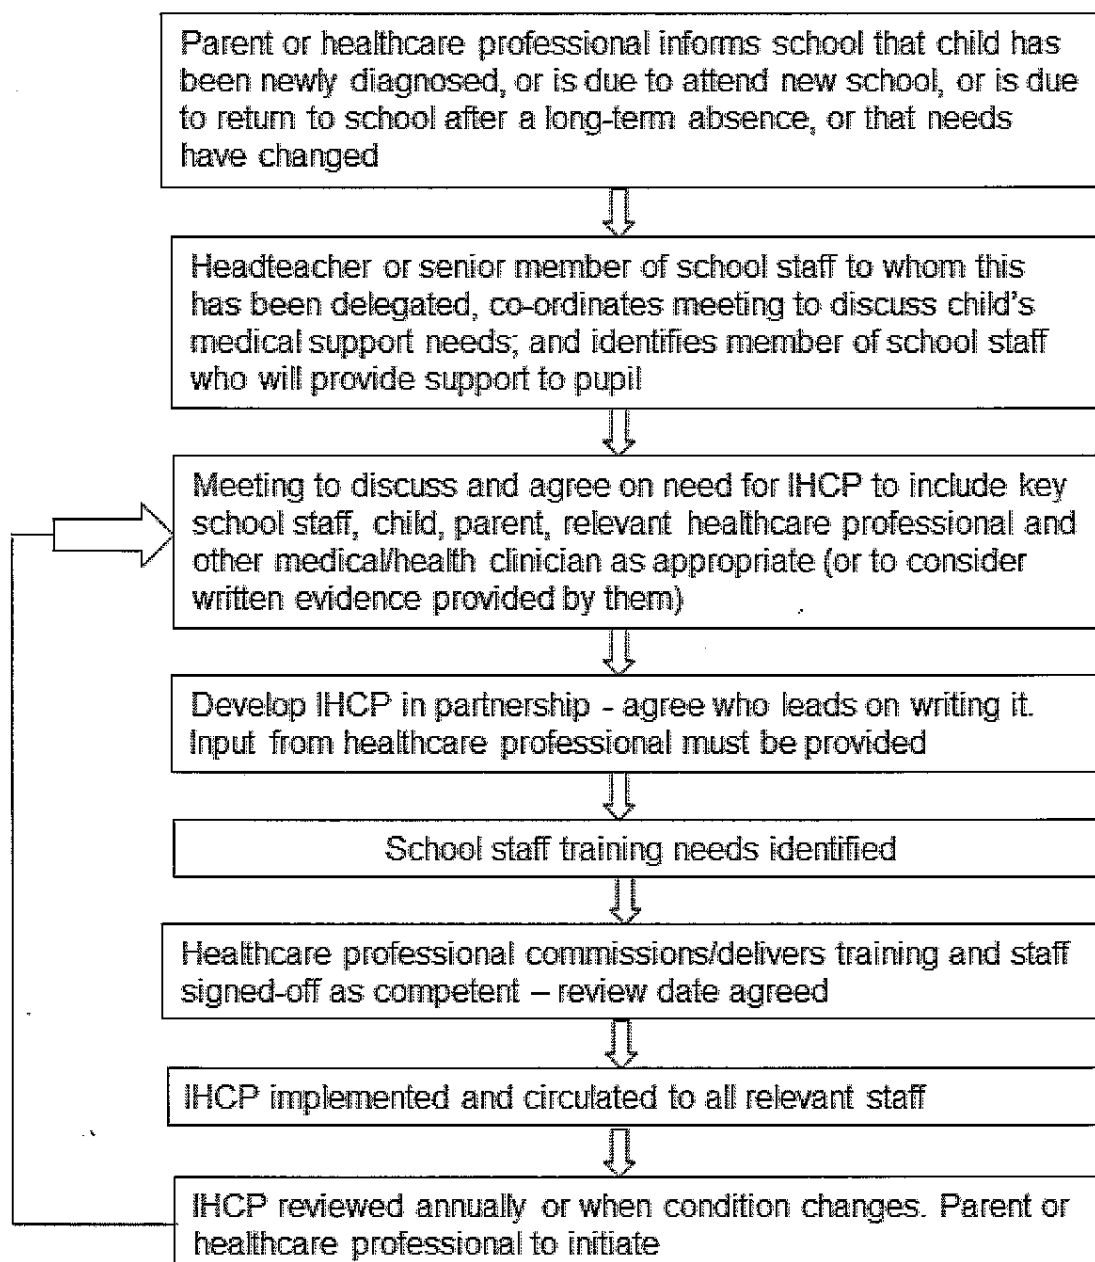 Parent or healthcare professional informs school that child has
been newly diagnosed, or is due to attend new school, or is due
to return to school after a long-term absence, or that needs
have changed
Headteacher or senior member of school staff to whom this
has been delegated, co-ordinates meeting to discuss child's
medical support needs; and identifies member of school staff
who will provide support to pupil
Meeting to discuss and agree on need for IHCP to include key
school staff, child, parent, relevant healthcare professional and
other medical/health clinician as appropriate (or to consider
written evidence provided by them)
Develop IHCP in partnership - agree who leads on writing it.
Input from healthcare professional must be provided
School staff training needs identified
Healthcare professional commissions/delivers training and staff
signed-off as competent – review date agreed
IHCP implemented and circulated to all relevant staff
IHCP reviewed annually or when condition changes. Parent or
healthcare professional to initiate